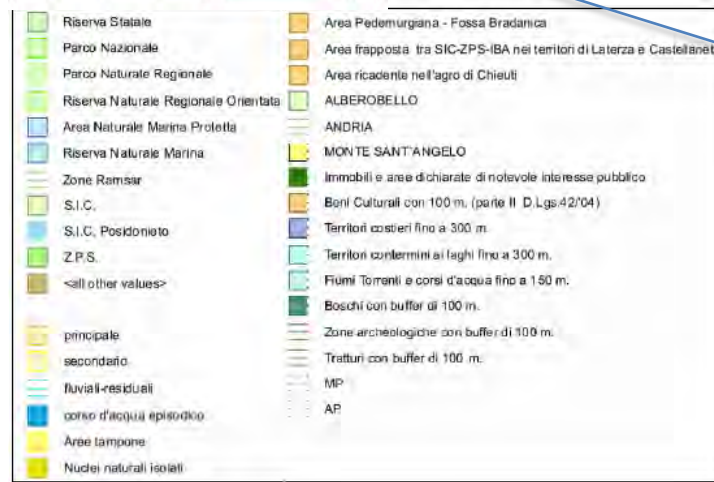 Riserva Statale
Parco Nazionale
Parco Naturale Regionale
Riserva Naturale Regionale Orientata
Area Naturale Marina Protetta
Riserva Naturale Marina
Zone Ramsar
S.I.C.
S.I.C. Posidonieto
Z.P.S.
<all other values>
principale
secondario
fluviali-residuali
corso d'acqua episodico
Aree tampone
Nuclei naturali isolati
Area Pedemurgiana - Fossa Bradanica
Area frapposta tra SIC-ZPS-IBA nei territori di Laterza e Castellanet
Area ricadente nell'agro di Chieuti
ALBEROBELLO
ANDRIA
MONTE SANT'ANGELO
Immobili e aree dichiarate di notevole interesse pubblico
Beni Culturali con 100 m. (parte II D.Lgs.42/'04)
Territori costieri fino a 300 m.
Territori contermini ai laghi fino a 300 m.
Fiumi Torrenti e corsi d'acqua fino a 150 m.
Boschi con buffer di 100 m.
Zone archeologiche con buffer di 100 m.
Tratturi con buffer di 100 m.
MP
AP